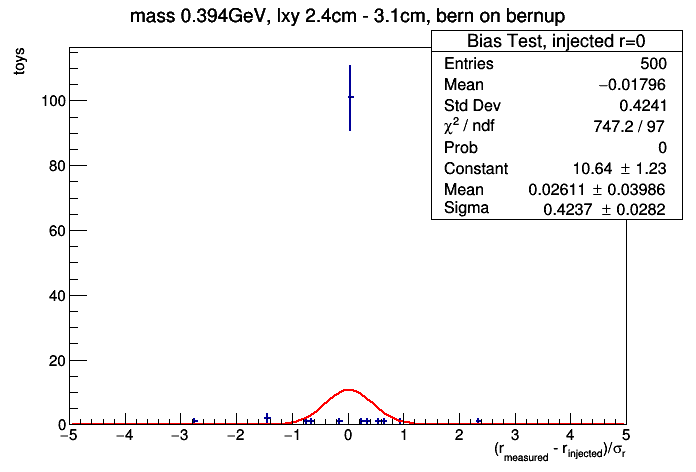 mass 0.394GeV, lxy 2.4cm - 3.1cm, bern on bernup
Bias Test, injected r=0
Entries 500
Mean −0.01796
Std Dev 0.4241
χ² / ndf 747.2 / 97
Prob 0
Constant 10.64 ± 1.23
Mean 0.02611 ± 0.03986
Sigma 0.4237 ± 0.0282
toys
100
80
60
40
20
0
−5 −4 −3 −2 −1 0 1 2 3 4 5
(r_measured - r_injected)/σ_r